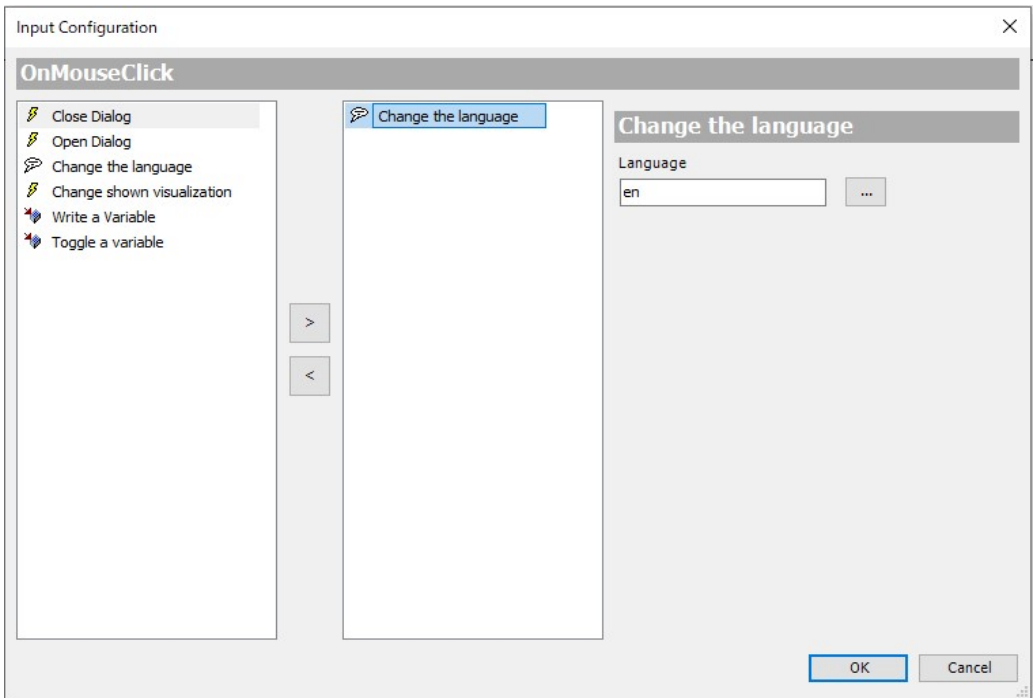 Input Configuration
OnMouseClick
Close Dialog
Open Dialog
Change the language
Change shown visualization
Write a Variable
Toggle a variable
>
<
Change the language
Change the language
Language
en
...
OK
Cancel